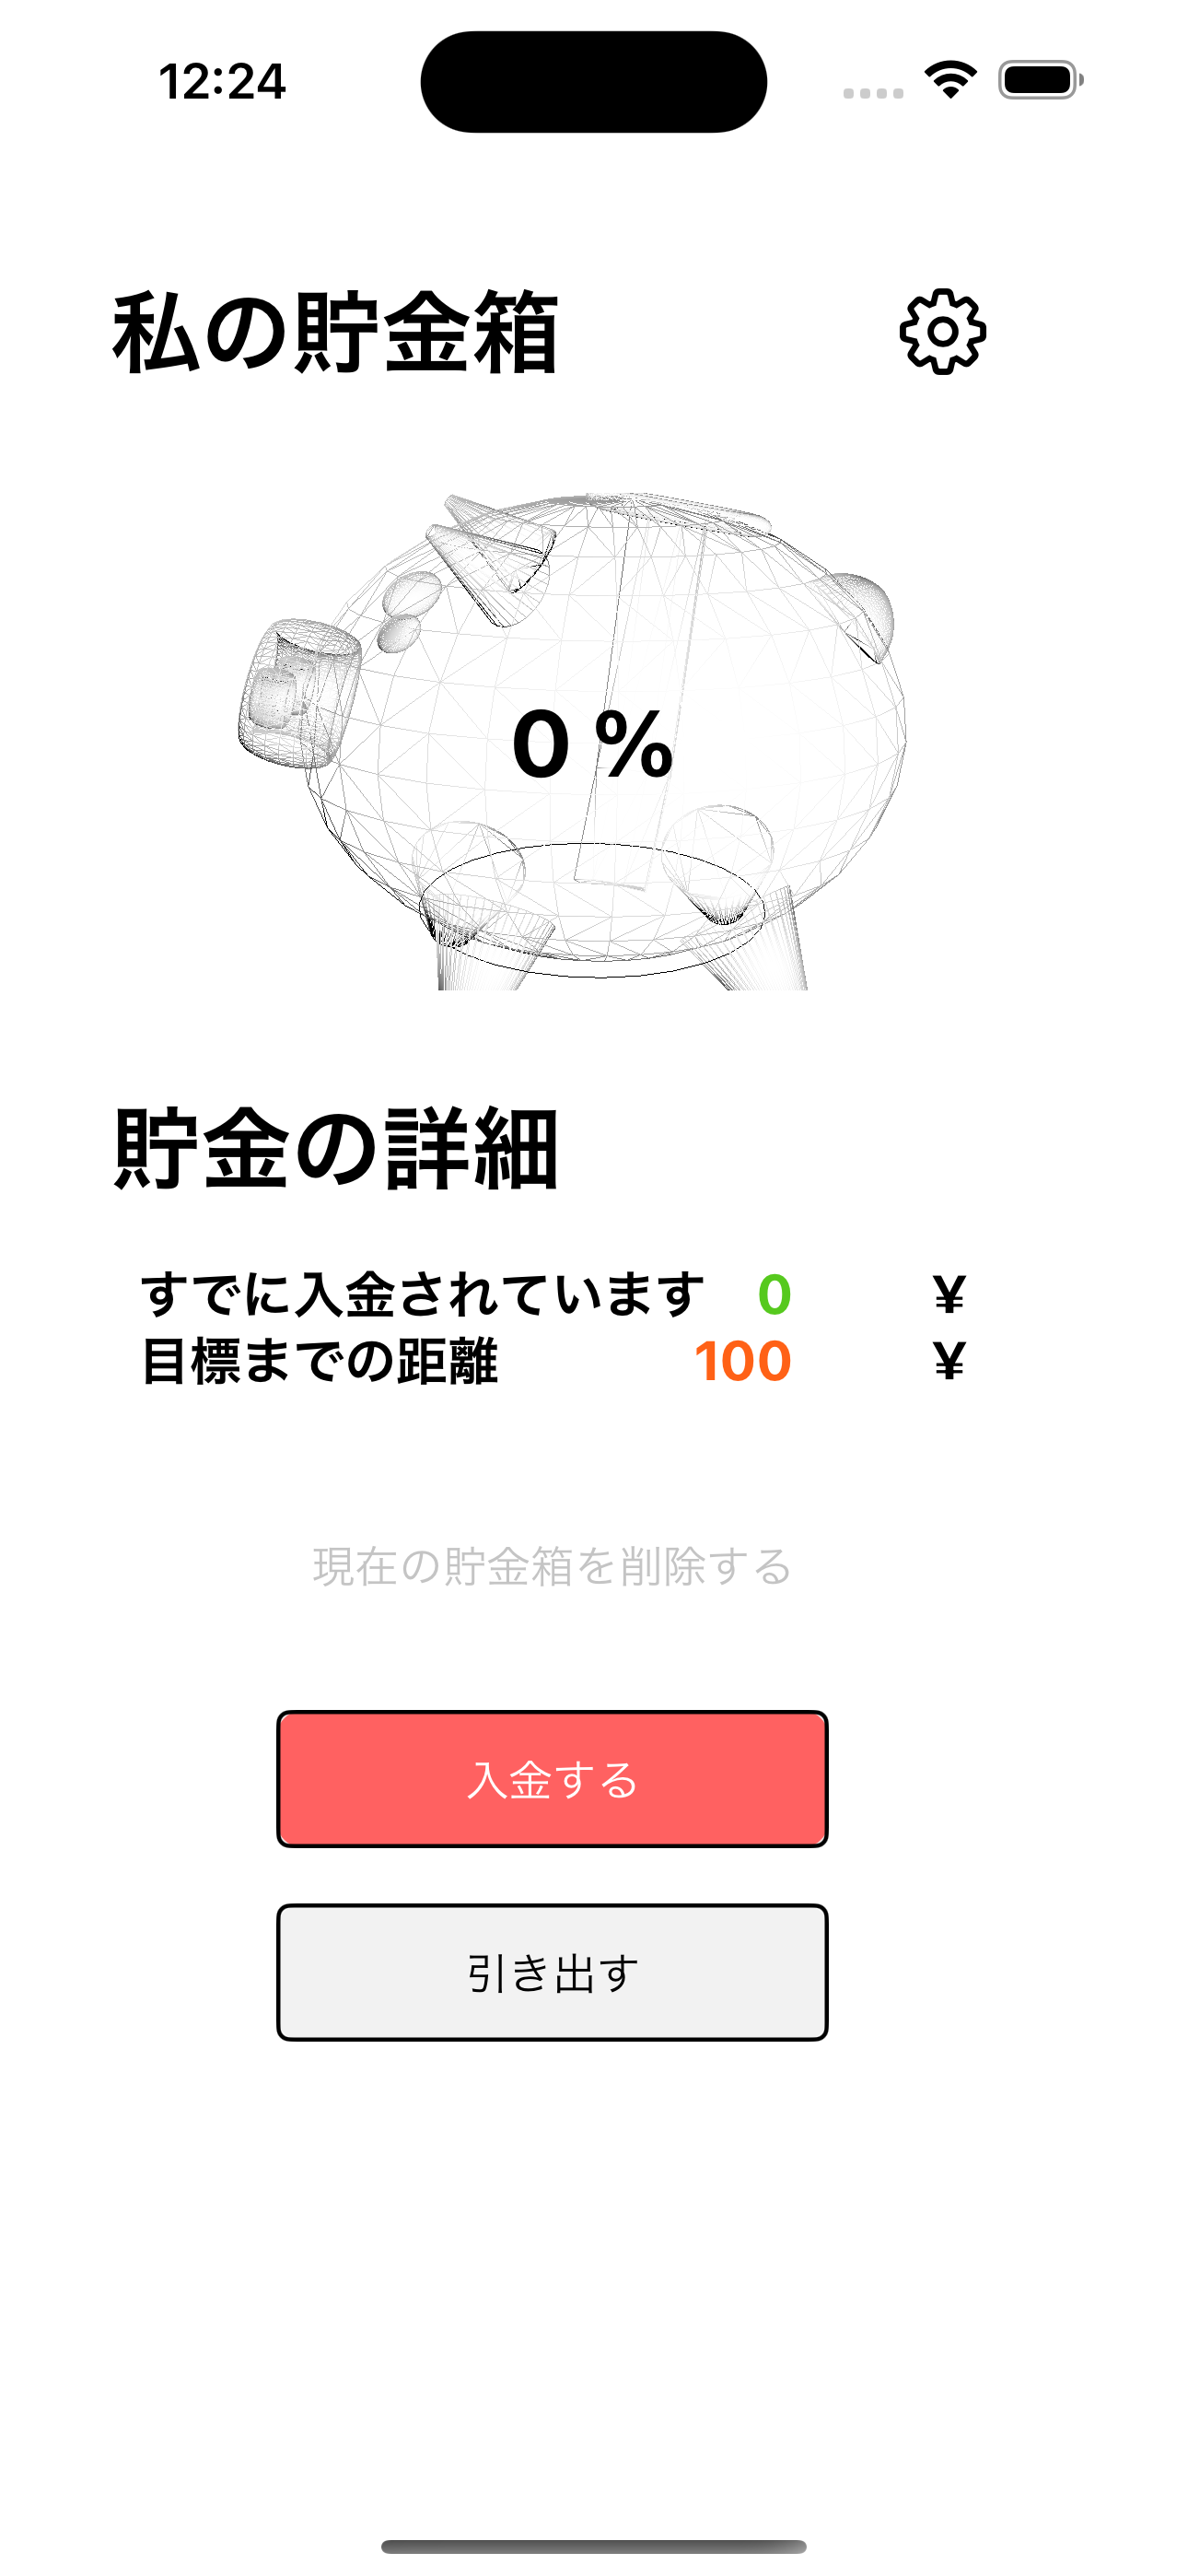 12:24
私の貯金箱
0 %
貯金の詳細
すでに入金されています 0 ¥
目標までの距離 100 ¥
現在の貯金箱を削除する
入金する
引き出す